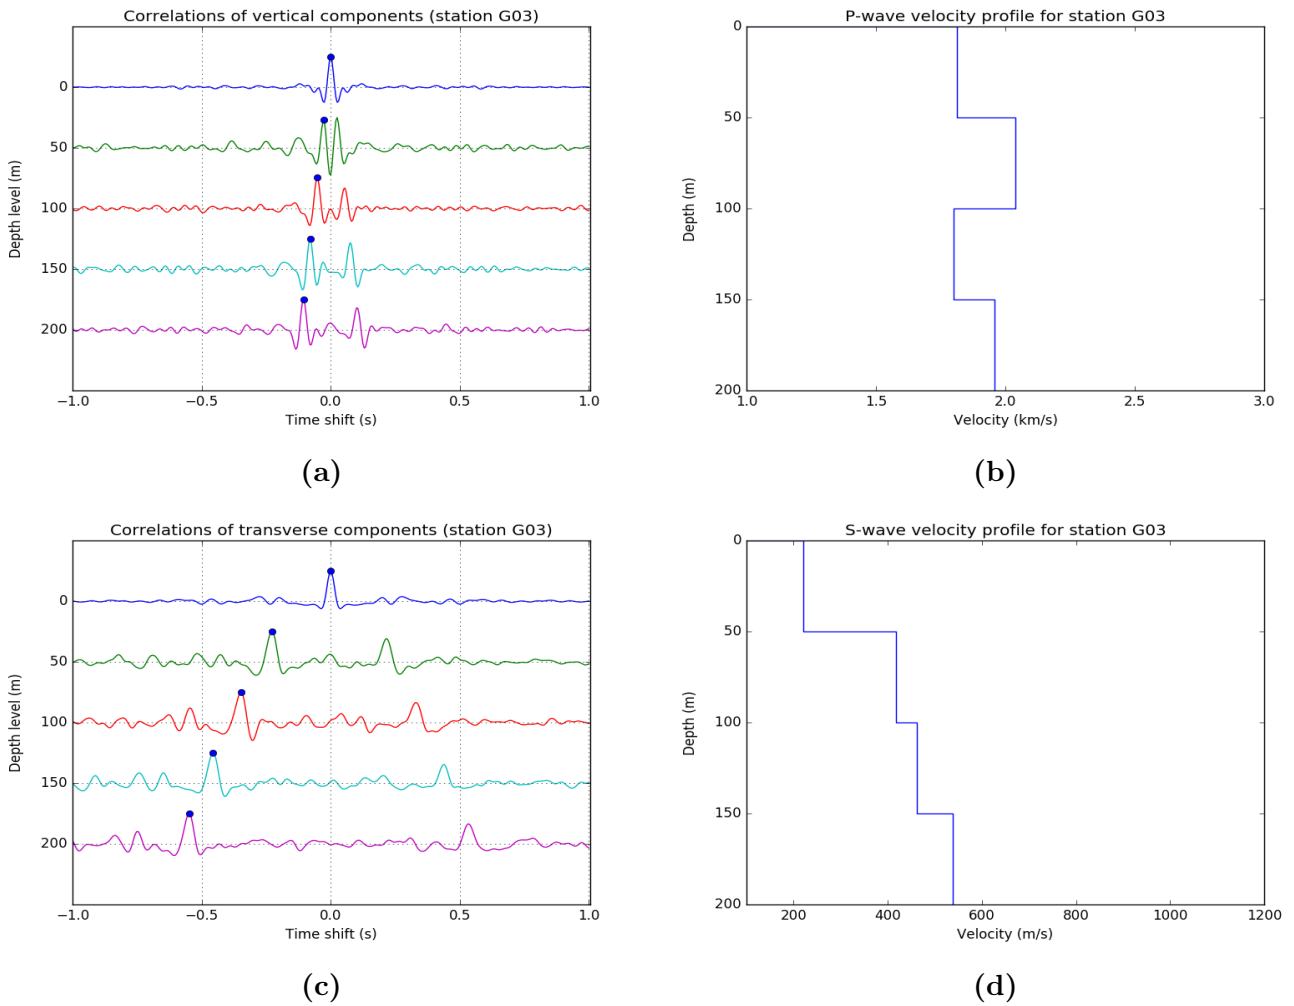 Correlations of vertical components (station G03)
Depth level (m)
0
50
100
150
200
−1.0 −0.5 0.0 0.5 1.0
Time shift (s)
(a)
P-wave velocity profile for station G03
Depth (m)
0
50
100
150
200
1.0 1.5 2.0 2.5 3.0
Velocity (km/s)
(b)
Correlations of transverse components (station G03)
Depth level (m)
0
50
100
150
200
−1.0 −0.5 0.0 0.5 1.0
Time shift (s)
(c)
S-wave velocity profile for station G03
Depth (m)
0
50
100
150
200
200 400 600 800 1000 1200
Velocity (m/s)
(d)